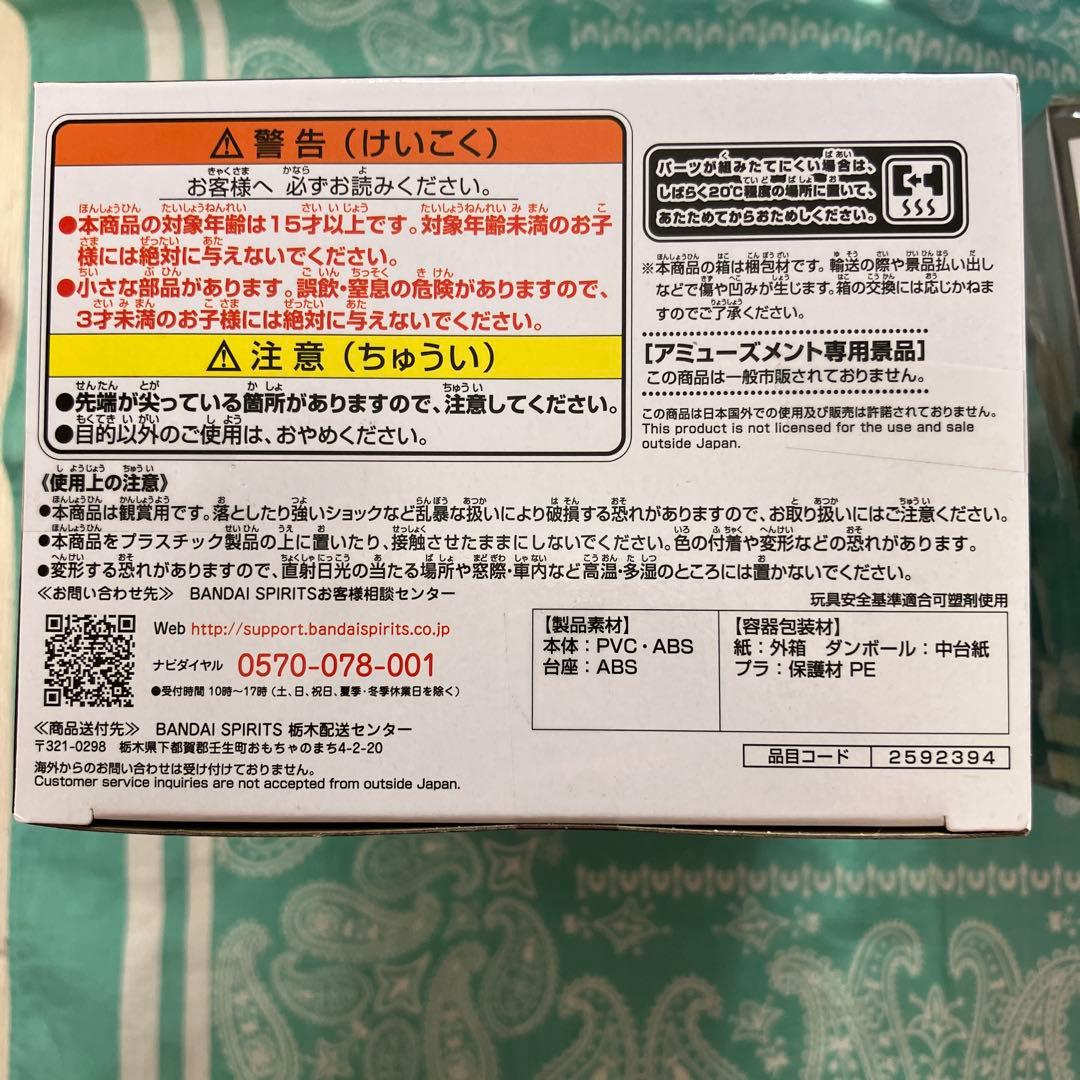 ⚠警告（けいこく）
お客様へ 必ずお読みください。
●本商品の対象年齢は15才以上です。対象年齢未満のお子
様には絶対に与えないでください。
●小さな部品があります。誤飲・窒息の危険がありますので、
3才未満のお子様には絶対に与えないでください。
⚠注意（ちゅうい）
●先端が尖っている箇所がありますので、注意してください。
●目的以外のご使用は、おやめください。
パーツが組みたてにくい場合は、
しばらく20℃程度の場所に置いて、
あたためてからおためしください。
※本商品の箱は梱包材です。輸送の際や景品払い出し
などで傷や凹みが生じます。箱の交換には応じかねま
すのでご了承ください。
[アミューズメント専用景品]
この商品は一般市販されておりません。
この商品は日本国外での使用及び販売は許諾されておりません。
This product is not licensed for the use and sale
outside Japan.
《使用上の注意》
●本商品は観賞用です。落としたり強いショックなど乱暴な扱いにより破損する恐れがありますので、お取り扱いにはご注意ください。
●本商品をプラスチック製品の上に置いたり、接触させたままにしないでください。色の付着や変形などの恐れがあります。
●変形する恐れがありますので、直射日光の当たる場所や窓際・車内など高温・多湿のところには置かないでください。
≪お問い合わせ先≫ BANDAI SPIRITSお客様相談センター
Web http://support.bandaispirits.co.jp
ナビダイヤル 0570-078-001
●受付時間 10時～17時（土、日、祝日、夏季・冬季休業日を除く）
≪商品送付先≫ BANDAI SPIRITS 栃木配送センター
〒321-0298 栃木県下都賀郡壬生町おもちゃのまち4-2-20
海外からのお問い合わせは受け付けておりません。
Customer service inquiries are not accepted from outside Japan.
玩具安全基準適合可塑剤使用
【製品素材】
本体：PVC・ABS
台座：ABS
【容器包装材】
紙：外箱 ダンボール：中台紙
プラ：保護材 PE
品目コード 2592394